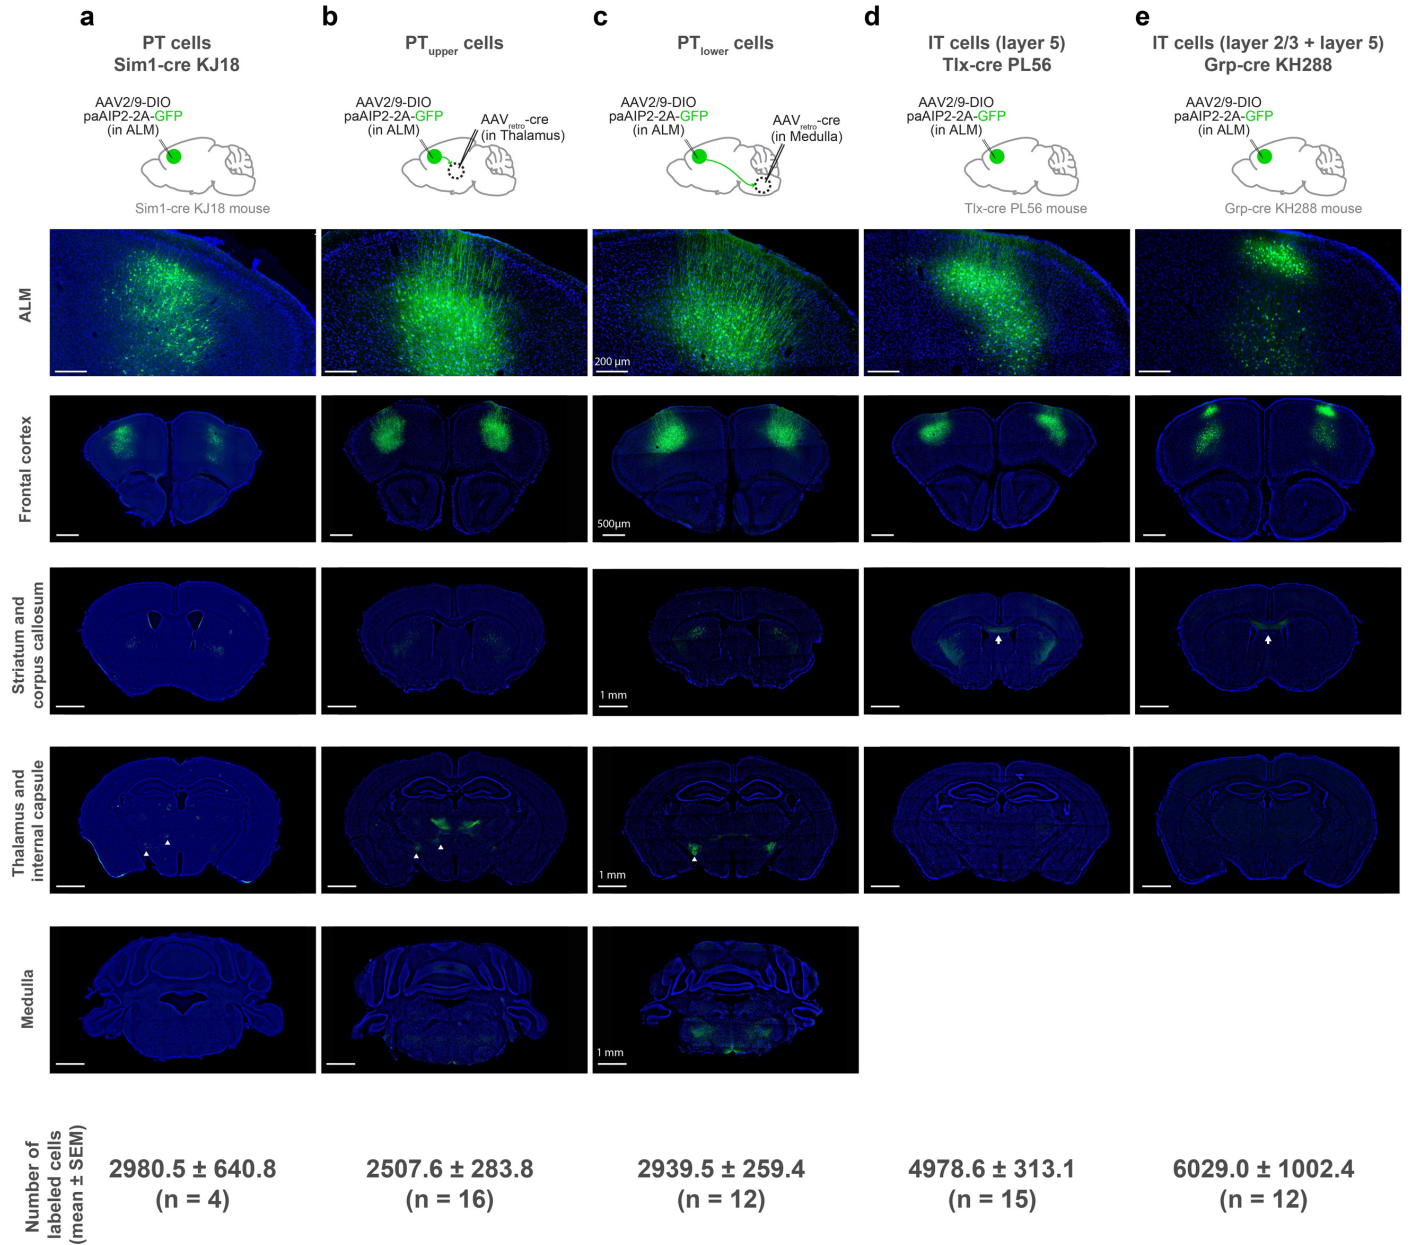 a
PT cells
Sim1-cre KJ18
AAV2/9-DIO
paAIP2-2A-GFP
(in ALM)
Sim1-cre KJ18 mouse
b
PTupper cells
AAV2/9-DIO
paAIP2-2A-GFP
(in ALM)
AAVretro-cre
(in Thalamus)
c
PTlower cells
AAV2/9-DIO
paAIP2-2A-GFP
(in ALM)
AAVretro-cre
(in Medulla)
d
IT cells (layer 5)
Tlx-cre PL56
AAV2/9-DIO
paAIP2-2A-GFP
(in ALM)
Tlx-cre PL56 mouse
e
IT cells (layer 2/3 + layer 5)
Grp-cre KH288
AAV2/9-DIO
paAIP2-2A-GFP
(in ALM)
Grp-cre KH288 mouse
ALM
200 µm
Frontal cortex
500µm
Striatum and
corpus callosum
1 mm
Thalamus and
internal capsule
1 mm
Medulla
1 mm
Number of
labeled cells
(mean ± SEM)
2980.5 ± 640.8
(n = 4)
2507.6 ± 283.8
(n = 16)
2939.5 ± 259.4
(n = 12)
4978.6 ± 313.1
(n = 15)
6029.0 ± 1002.4
(n = 12)